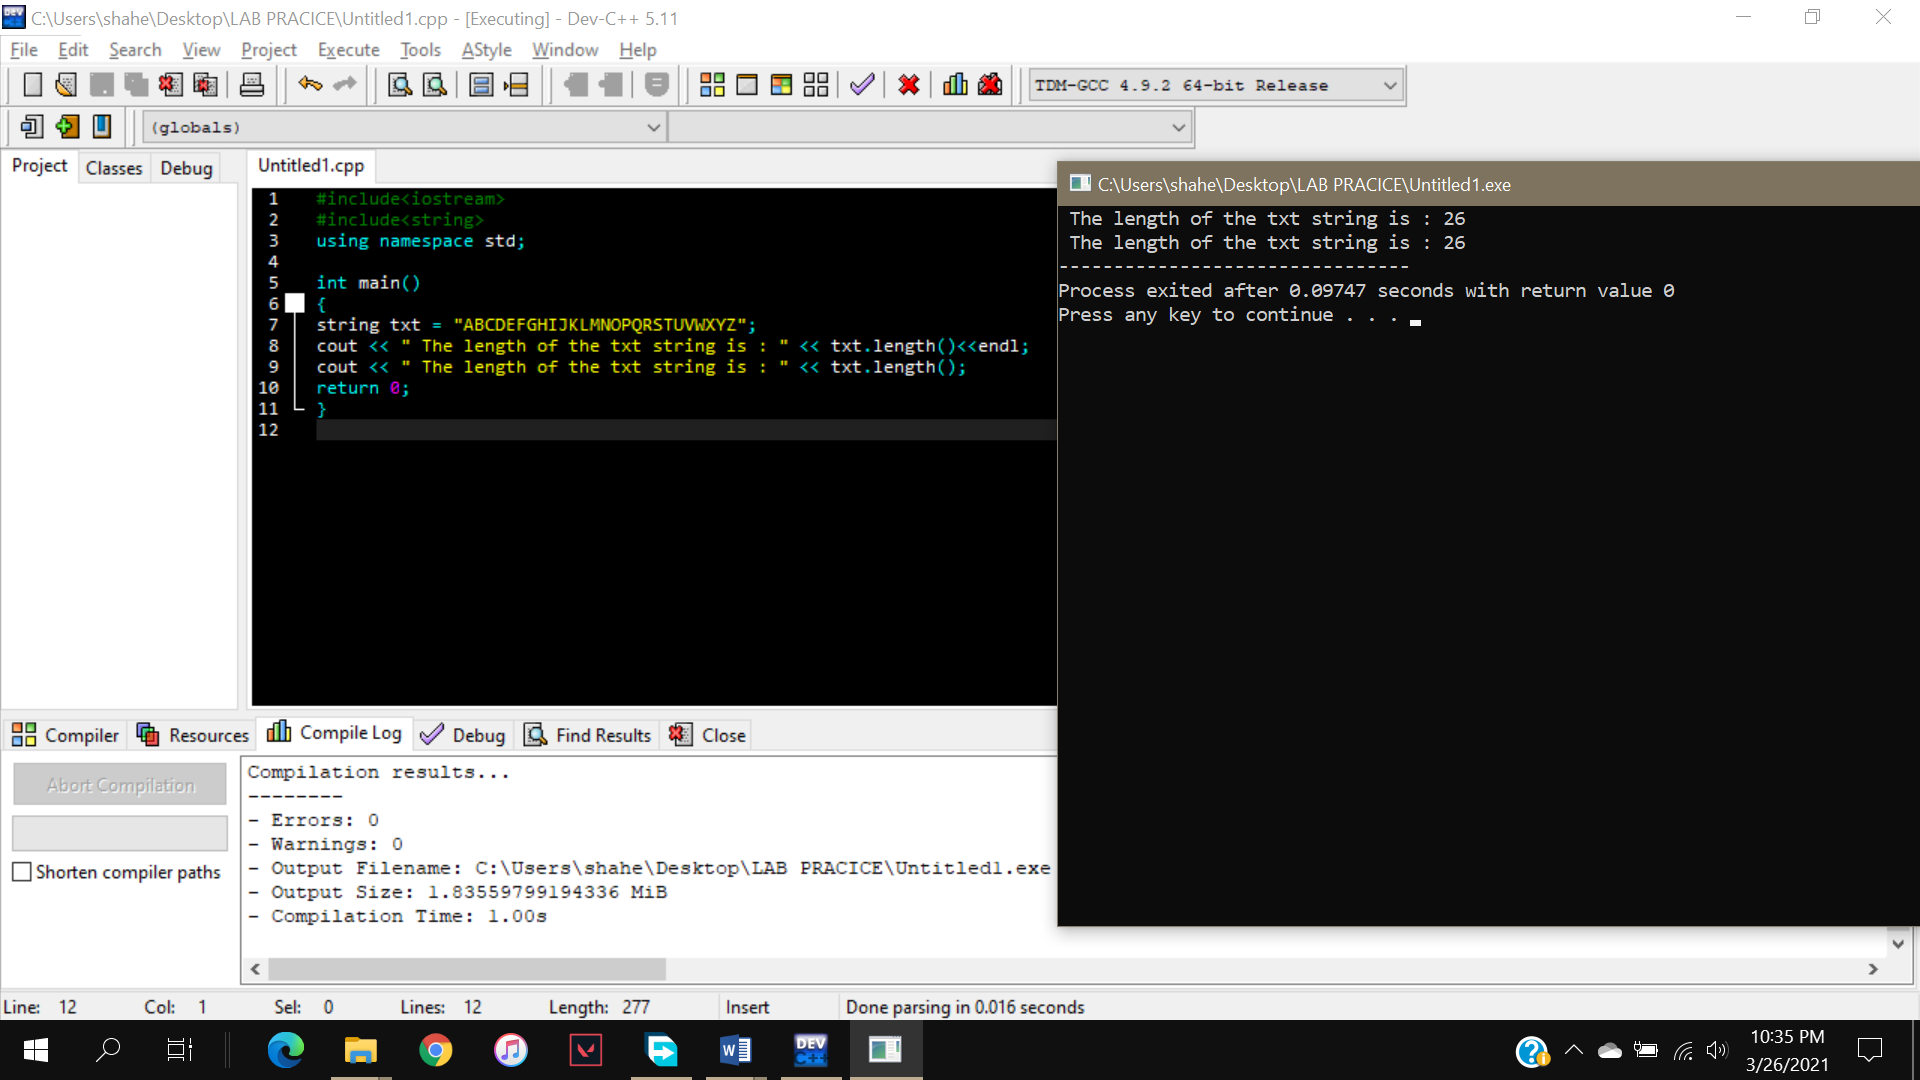 C:\Users\shahe\Desktop\LAB PRACICE\Untitled1.cpp - [Executing] - Dev-C++ 5.11
File Edit Search View Project Execute Tools AStyle Window Help
TDM-GCC 4.9.2 64-bit Release
(globals)
Project Classes Debug
Untitled1.cpp
1 #include<iostream>
2 #include<string>
3 using namespace std;
4
5 int main()
6 {
7 string txt = "ABCDEFGHIJKLMNOPQRSTUVWXYZ";
8 cout << " The length of the txt string is : " << txt.length()<<endl;
9 cout << " The length of the txt string is : " << txt.length();
10 return 0;
11 }
12
C:\Users\shahe\Desktop\LAB PRACICE\Untitled1.exe
The length of the txt string is : 26
The length of the txt string is : 26
--------------------------------
Process exited after 0.09747 seconds with return value 0
Press any key to continue . . .
Compiler Resources Compile Log Debug Find Results Close
Abort Compilation
Shorten compiler paths
Compilation results...
--------
- Errors: 0
- Warnings: 0
- Output Filename: C:\Users\shahe\Desktop\LAB PRACICE\Untitled1.exe
- Output Size: 1.83559799194336 MiB
- Compilation Time: 1.00s
Line: 12 Col: 1 Sel: 0 Lines: 12 Length: 277 Insert Done parsing in 0.016 seconds
DEV C++
10:35 PM
3/26/2021